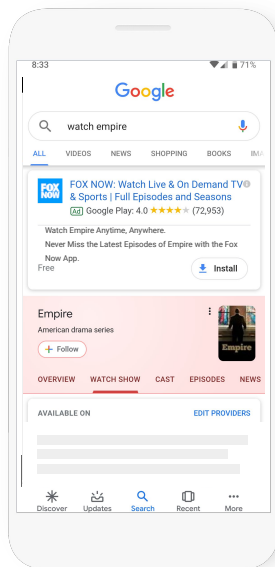 8:33
71%
Google
watch empire
ALL VIDEOS NEWS SHOPPING BOOKS IMA
FOX NOW
FOX NOW: Watch Live & On Demand TV
& Sports | Full Episodes and Seasons
Ad Google Play: 4.0 ★★★★★ (72,953)
Watch Empire Anytime, Anywhere.
Never Miss the Latest Episodes of Empire with the Fox
Now App.
Free
Install
Empire
American drama series
Follow
Empire
OVERVIEW WATCH SHOW CAST EPISODES NEWS
AVAILABLE ON EDIT PROVIDERS
Discover Updates Search Recent More